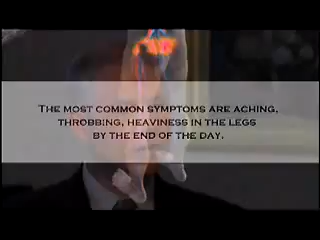 The most common symptoms are aching,
throbbing, heaviness in the legs
by the end of the day.